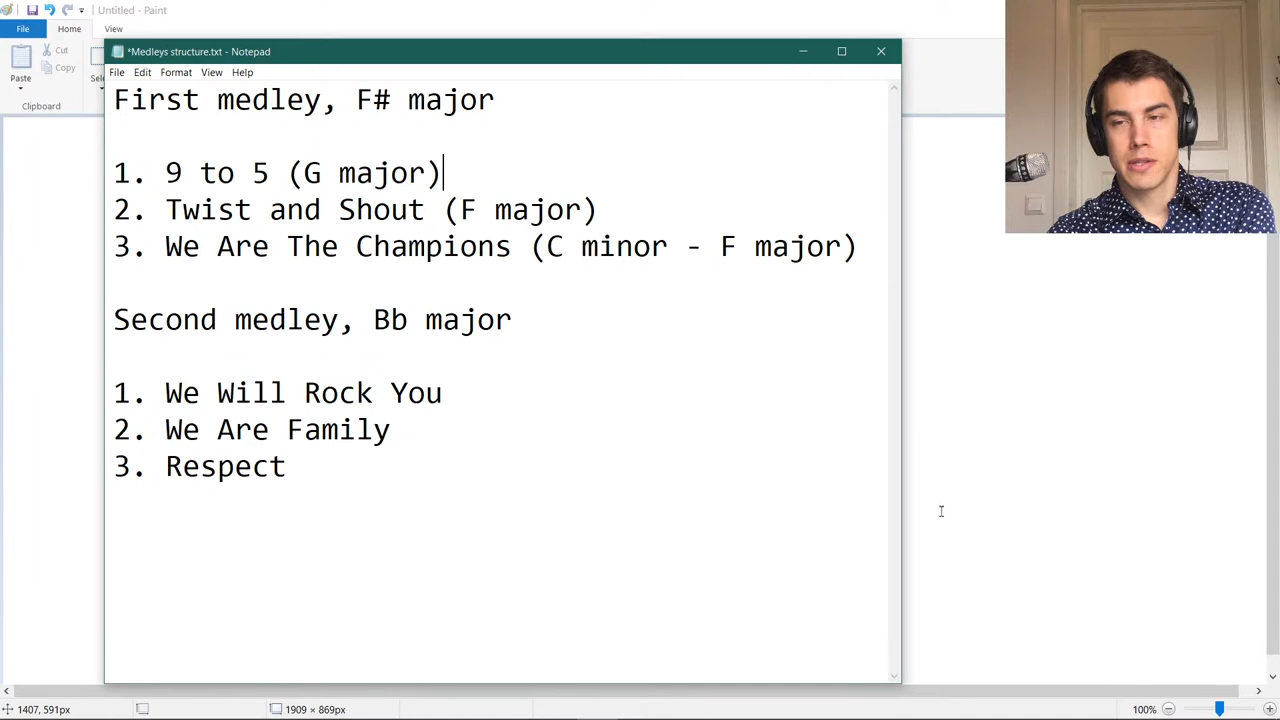 Untitled - Paint
File Home View
Paste
Cut
Copy
Clipboard
*Medleys structure.txt - Notepad
File Edit Format View Help
First medley, F# major
1. 9 to 5 (G major)
2. Twist and Shout (F major)
3. We Are The Champions (C minor - F major)
Second medley, Bb major
1. We Will Rock You
2. We Are Family
3. Respect
1407, 591px
1909 × 869px
100%